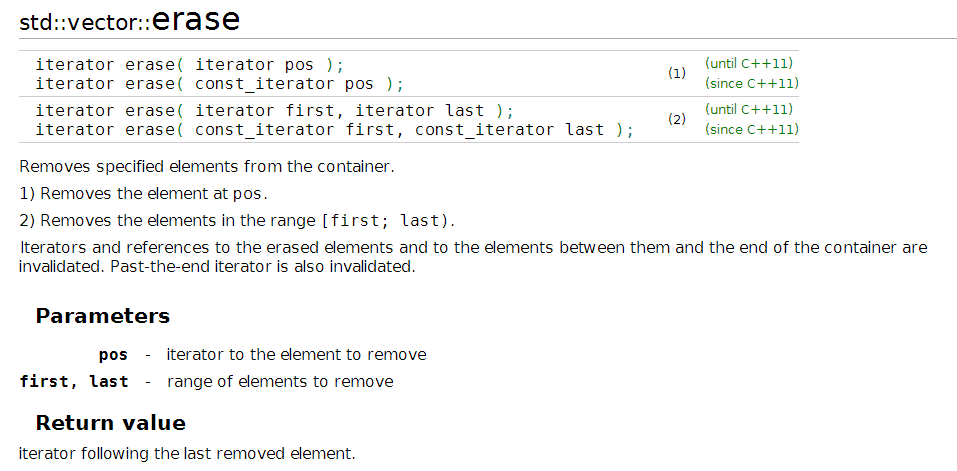 std::vector::erase
iterator erase( iterator pos ); (until C++11)
(1)
iterator erase( const_iterator pos ); (since C++11)
iterator erase( iterator first, iterator last ); (until C++11)
(2)
iterator erase( const_iterator first, const_iterator last ); (since C++11)
Removes specified elements from the container.
1) Removes the element at pos.
2) Removes the elements in the range [first; last).
Iterators and references to the erased elements and to the elements between them and the end of the container are
invalidated. Past-the-end iterator is also invalidated.
Parameters
pos - iterator to the element to remove
first, last - range of elements to remove
Return value
iterator following the last removed element.